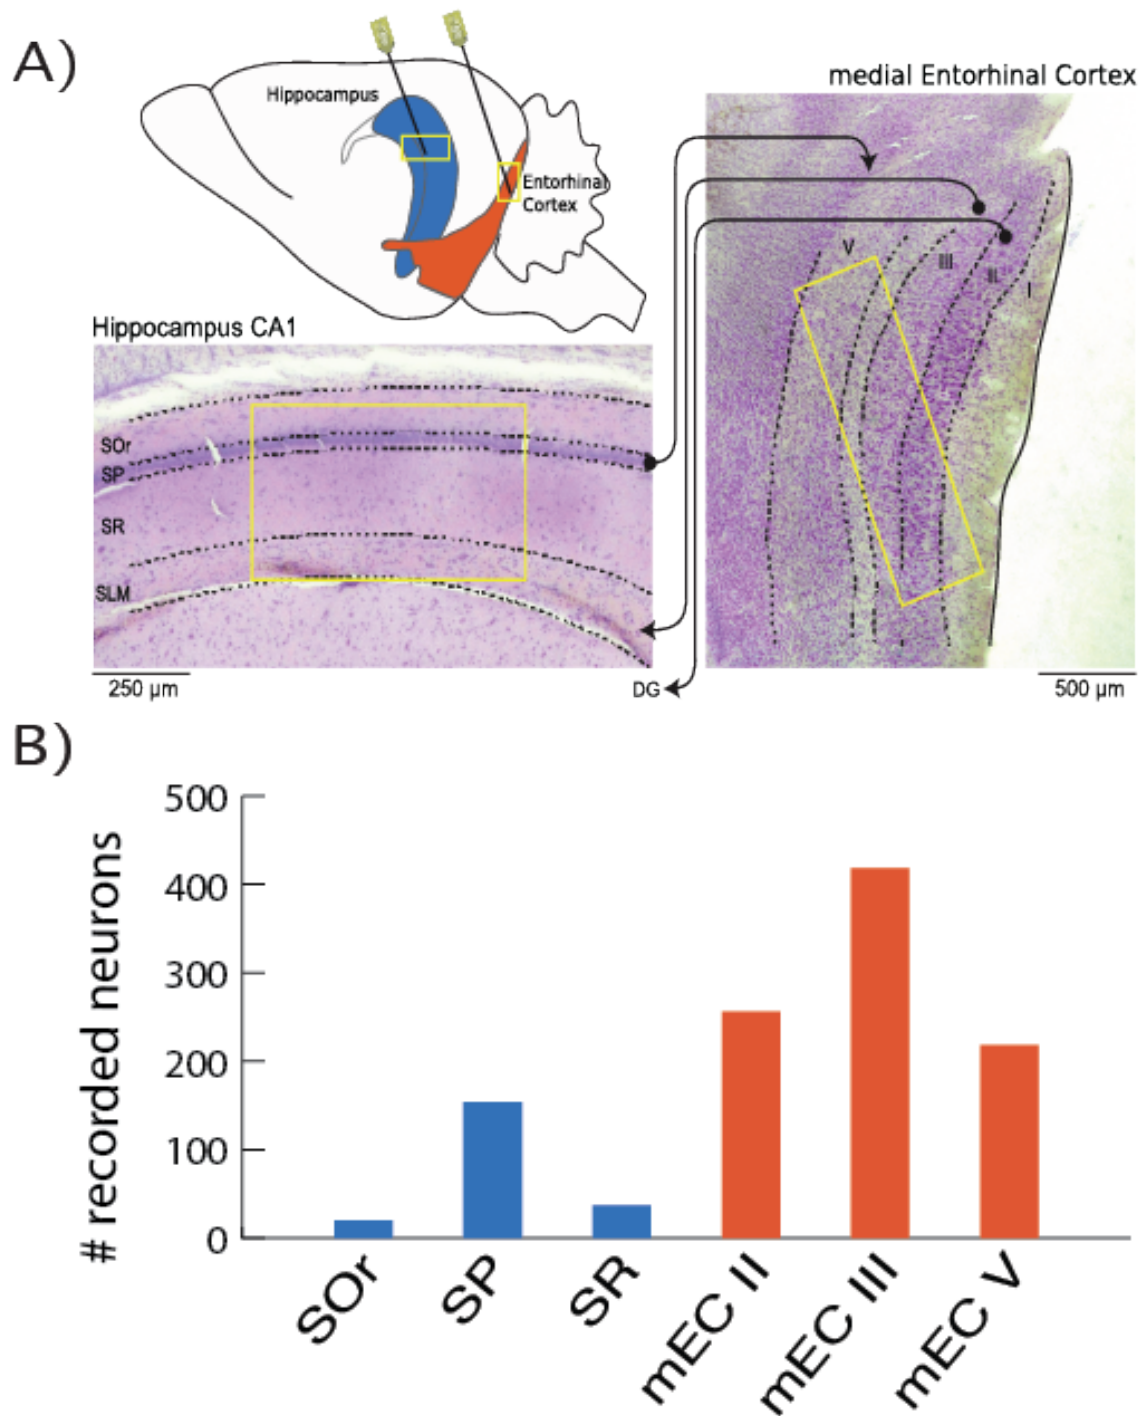 A)
Hippocampus
Entorhinal
Cortex
medial Entorhinal Cortex
V
III
II
I
500 µm
Hippocampus CA1
SOr
SP
SR
SLM
250 µm
DG
B)
# recorded neurons
500
400
300
200
100
0
SOr
SP
SR
mEC II
mEC III
mEC V